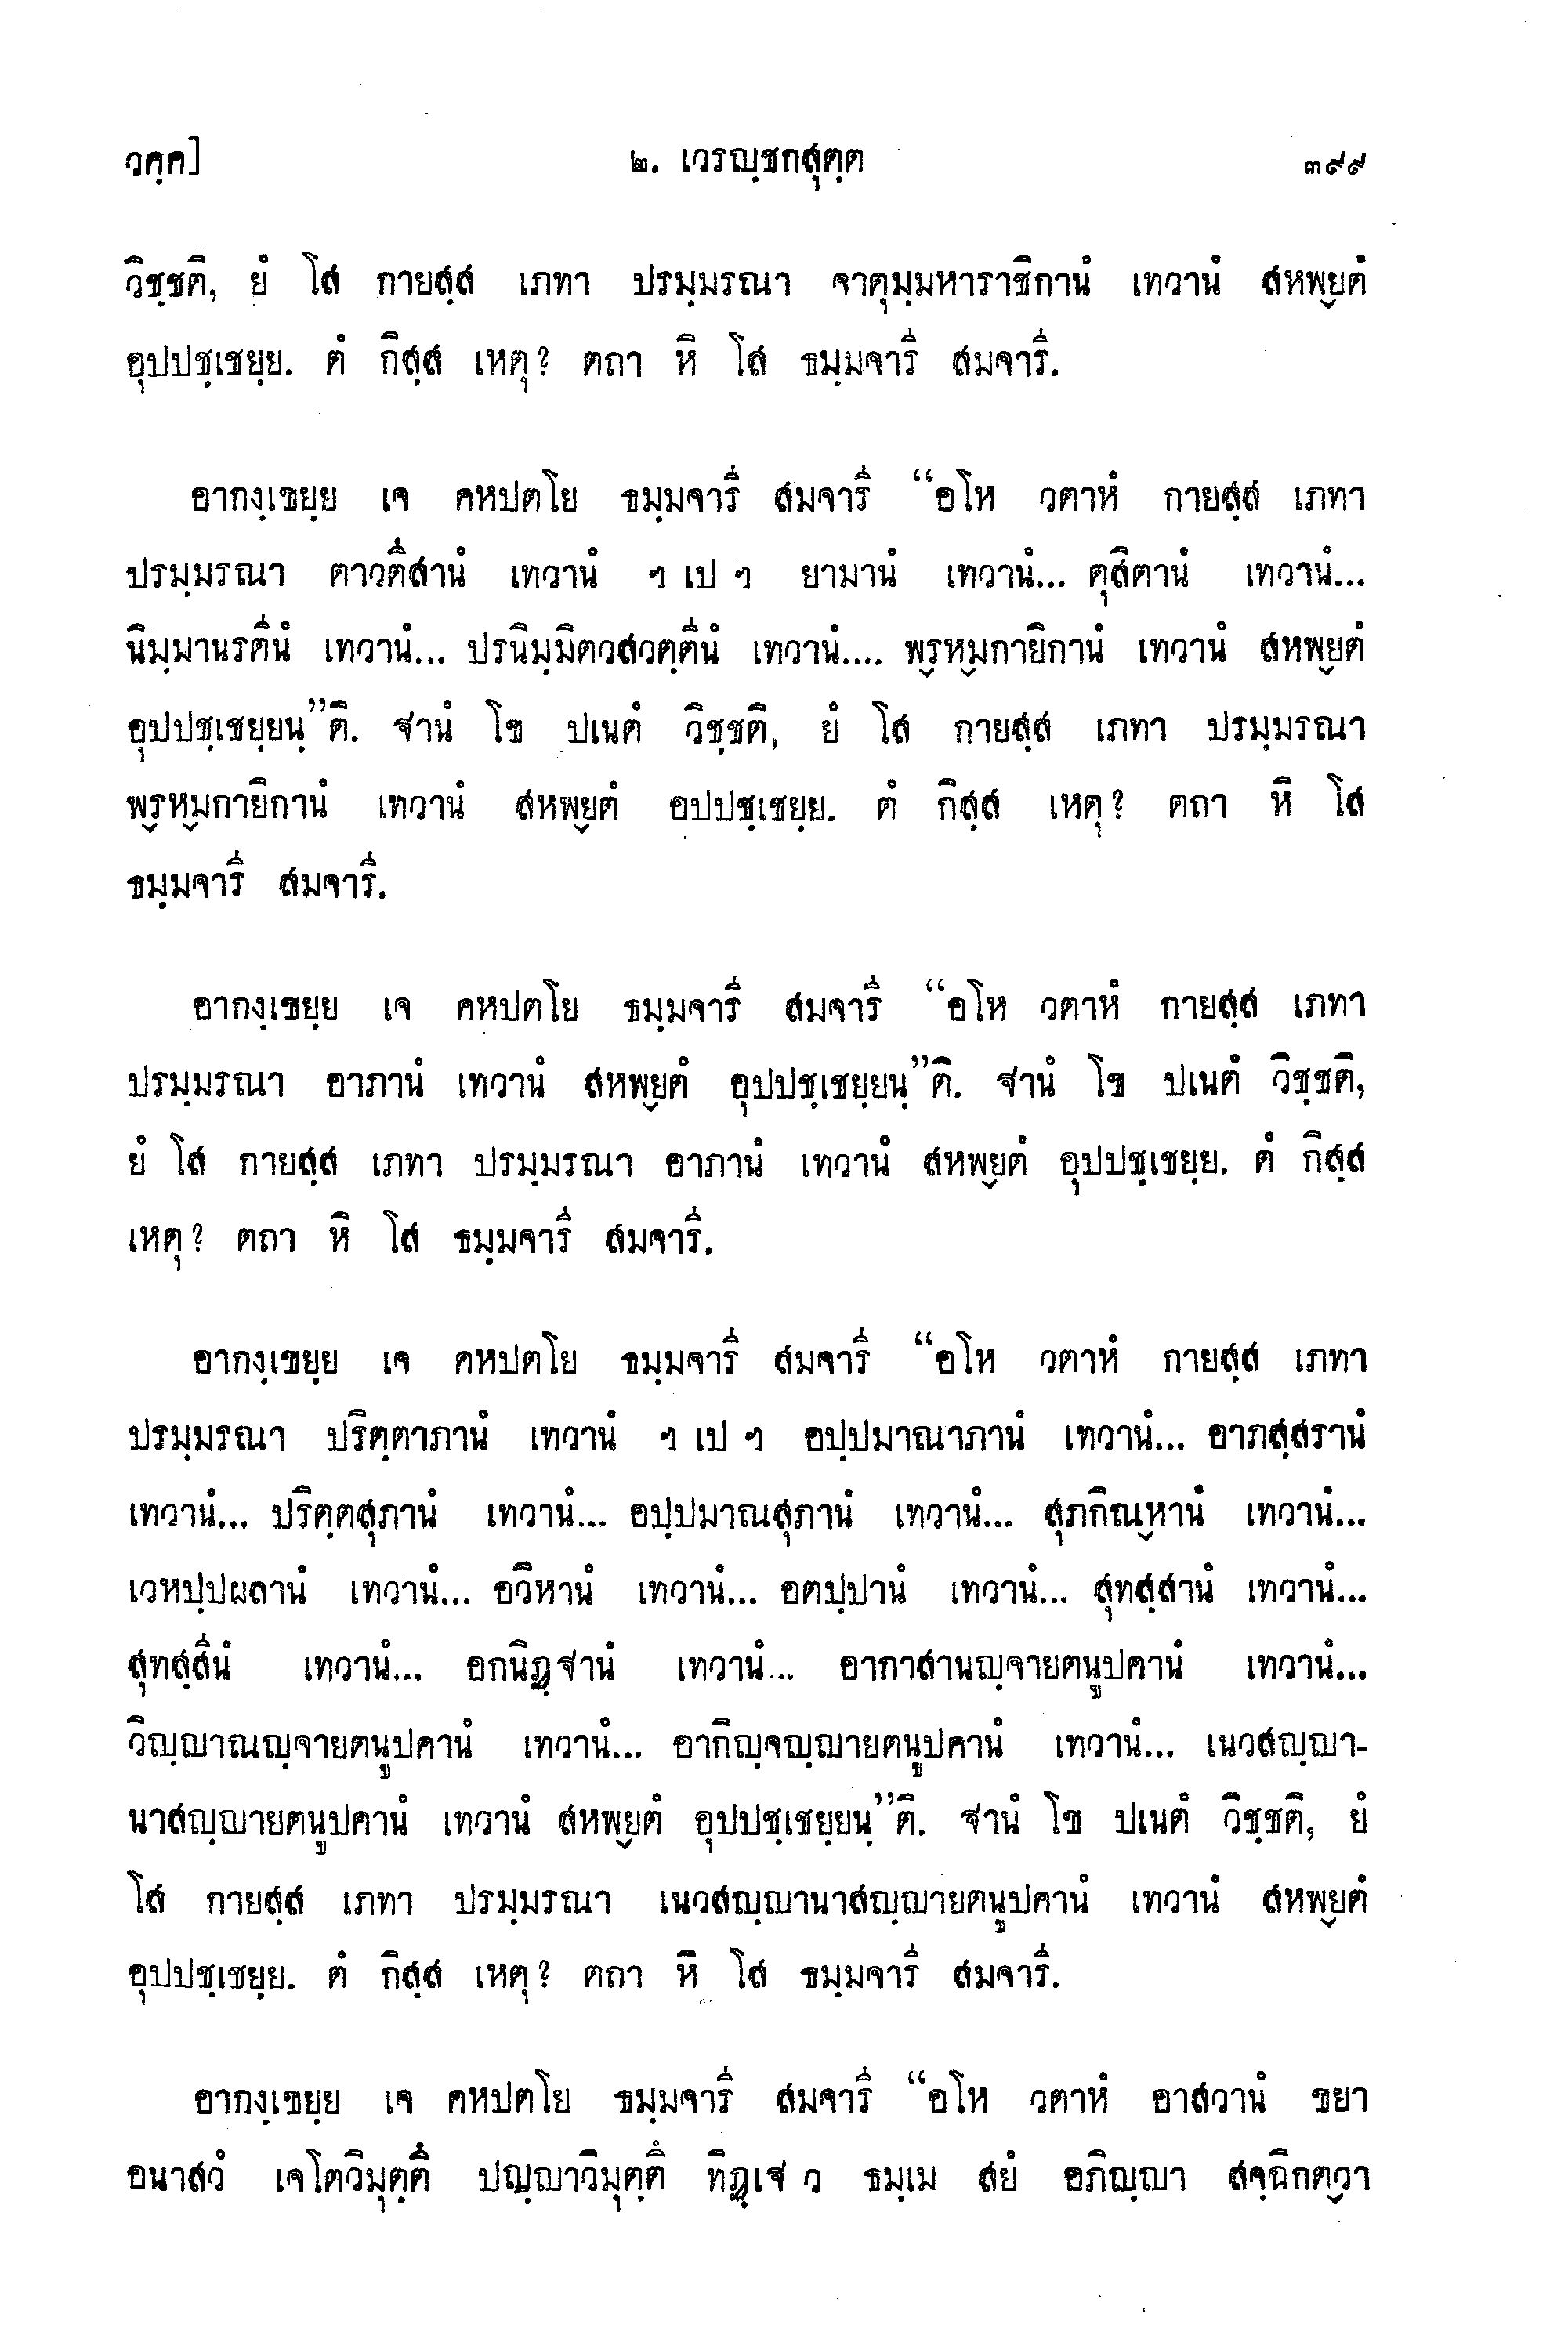 วคฺค]
๒. เวรญฺชกสุตฺต
๓๙๙
วิชฺชติ, ยํ โส กายสฺส เภทา ปรมฺมรณา จาตุมฺมหาราชิกานํ เทวานํ สหพฺยตํ
อุปปชฺเชยฺย. ตํ กิสฺส เหตุ? ตถา หิ โส ธมฺมจารี สมจารี.
อากงฺเขยฺย เจ คหปตโย ธมฺมจารี สมจารี “อโห วตาหํ กายสฺส เภทา
ปรมฺมรณา ตาวตึสานํ เทวานํ ฯ เป ฯ ยามานํ เทวานํ... ตุสิตานํ เทวานํ...
นิมฺมานรตีนํ เทวานํ... ปรนิมฺมิตวสวตฺตีนํ เทวานํ.... พฺรหฺมกายิกานํ เทวานํ สหพฺยตํ
อุปปชฺเชยฺยนฺ”ติ. ฐานํ โข ปเนตํ วิชฺชติ, ยํ โส กายสฺส เภทา ปรมฺมรณา
พฺรหฺมกายิกานํ เทวานํ สหพฺยตํ อปปชฺเชยฺย. ตํ กิสฺส เหตุ? ตถา หิ โส
ธมฺมจารี สมจารี.
อากงฺเขยฺย เจ คหปตโย ธมฺมจารี สมจารี “อโห วตาหํ กายสฺส เภทา
ปรมฺมรณา อาภานํ เทวานํ สหพฺยตํ อุปปชฺเชยฺยนฺ”ติ. ฐานํ โข ปเนตํ วิชฺชติ,
ยํ โส กายสฺส เภทา ปรมฺมรณา อาภานํ เทวานํ สหพฺยตํ อุปปชฺเชยฺย. ตํ กิสฺส
เหตุ? ตถา หิ โส ธมฺมจารี สมจารี.
อากงฺเขยฺย เจ คหปตโย ธมฺมจารี สมจารี “อโห วตาหํ กายสฺส เภทา
ปรมฺมรณา ปริตฺตาภานํ เทวานํ ฯ เป ฯ อปฺปมาณาภานํ เทวานํ... อาภสฺสรานํ
เทวานํ... ปริตฺตสุภานํ เทวานํ... อปฺปมาณสุภานํ เทวานํ... สุภกิณฺหานํ เทวานํ...
เวหปฺปผลานํ เทวานํ... อวิหานํ เทวานํ... อตปฺปานํ เทวานํ... สุทสฺสานํ เทวานํ...
สุทสฺสีนํ เทวานํ... อกนิฏฺฐานํ เทวานํ... อากาสานญฺจายตนูปคานํ เทวานํ...
วิญฺญาณญฺจายตนูปคานํ เทวานํ... อากิญฺจญฺญายตนูปคานํ เทวานํ... เนวสญฺญา-
นาสญฺญายตนูปคานํ เทวานํ สหพฺยตํ อุปปชฺเชยฺยนฺ”ติ. ฐานํ โข ปเนตํ วิชฺชติ, ยํ
โส กายสฺส เภทา ปรมฺมรณา เนวสญฺญานาสญฺญายตนูปคานํ เทวานํ สหพฺยตํ
อุปปชฺเชยฺย. ตํ กิสฺส เหตุ? ตถา หิ โส ธมฺมจารี สมจารี.
อากงฺเขยฺย เจ คหปตโย ธมฺมจารี สมจารี “อโห วตาหํ อาสวานํ ขยา
อนาสวํ เจโตวิมุตฺตึ ปญฺญาวิมุตฺตึ ทิฏฺเฐ ว ธมฺเม สยํ อภิญฺญา สจฺฉิกตฺวา